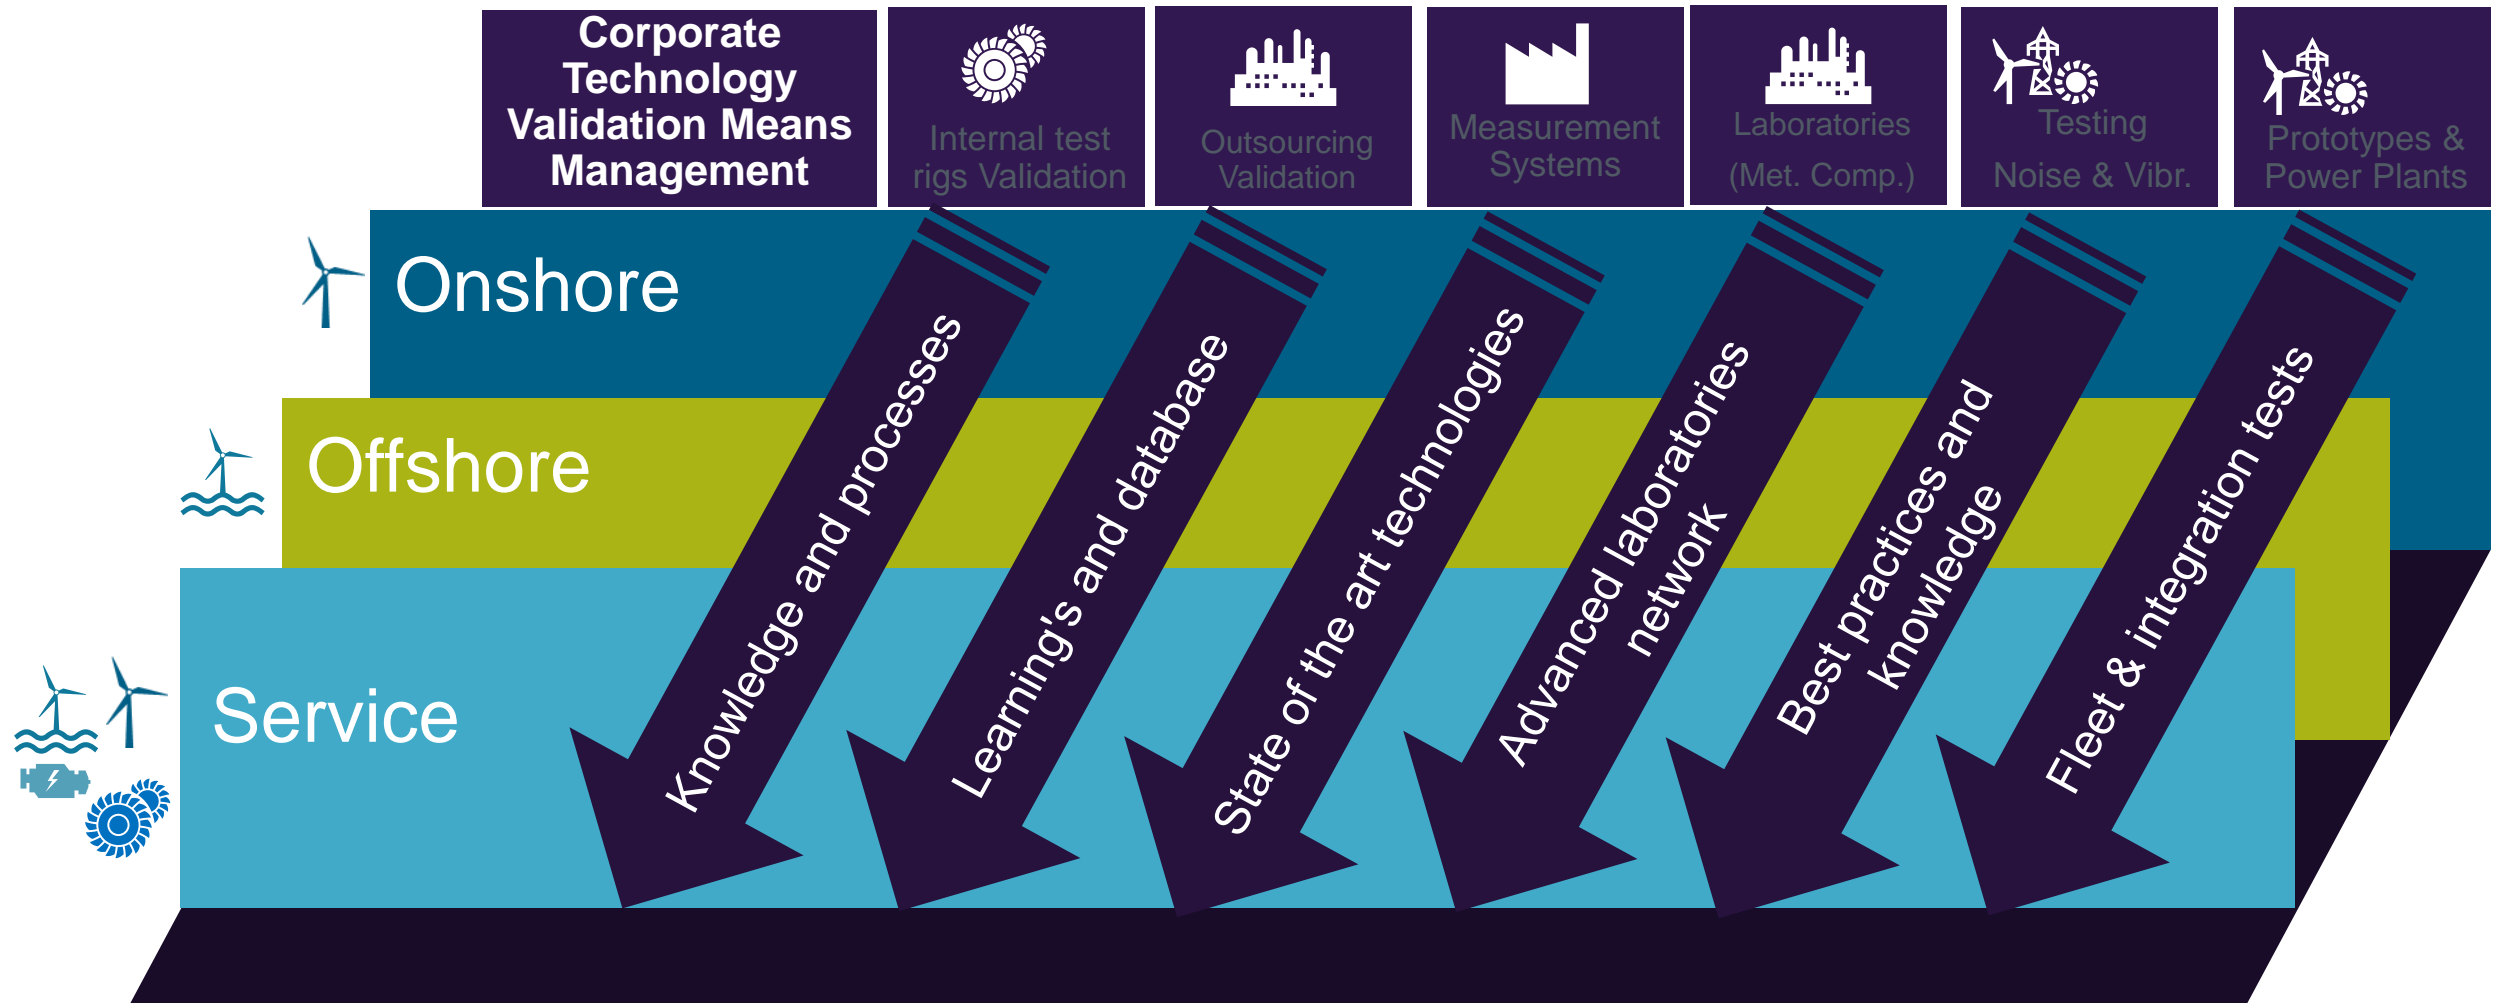 Corporate
Technology
Validation Means
Management
Internal test
rigs Validation
Outsourcing
Validation
Measurement
Systems
Laboratories
(Met. Comp.)
Testing
Noise & Vibr.
Prototypes &
Power Plants
Onshore
Offshore
Service
Knowledge and processes
Learning's and database
State of the art technologies
Advanced laboratories
network
Best practices and
knowledge
Fleet & integration tests